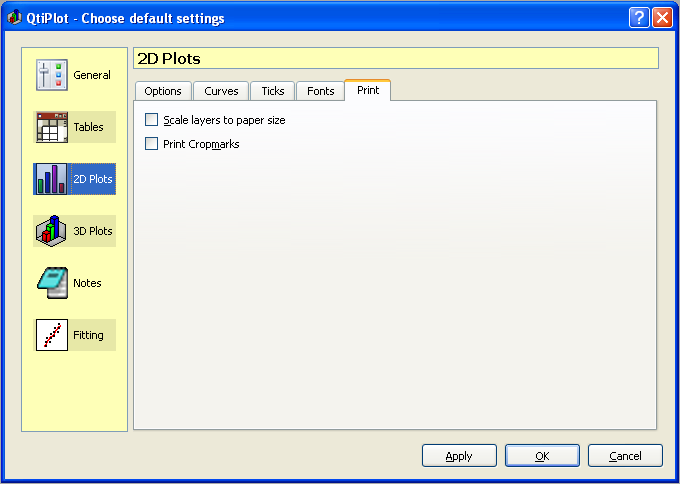 QtiPlot - Choose default settings
General
Tables
2D Plots
3D Plots
Notes
Fitting
2D Plots
Options Curves Ticks Fonts Print
Scale layers to paper size
Print Cropmarks
Apply OK Cancel